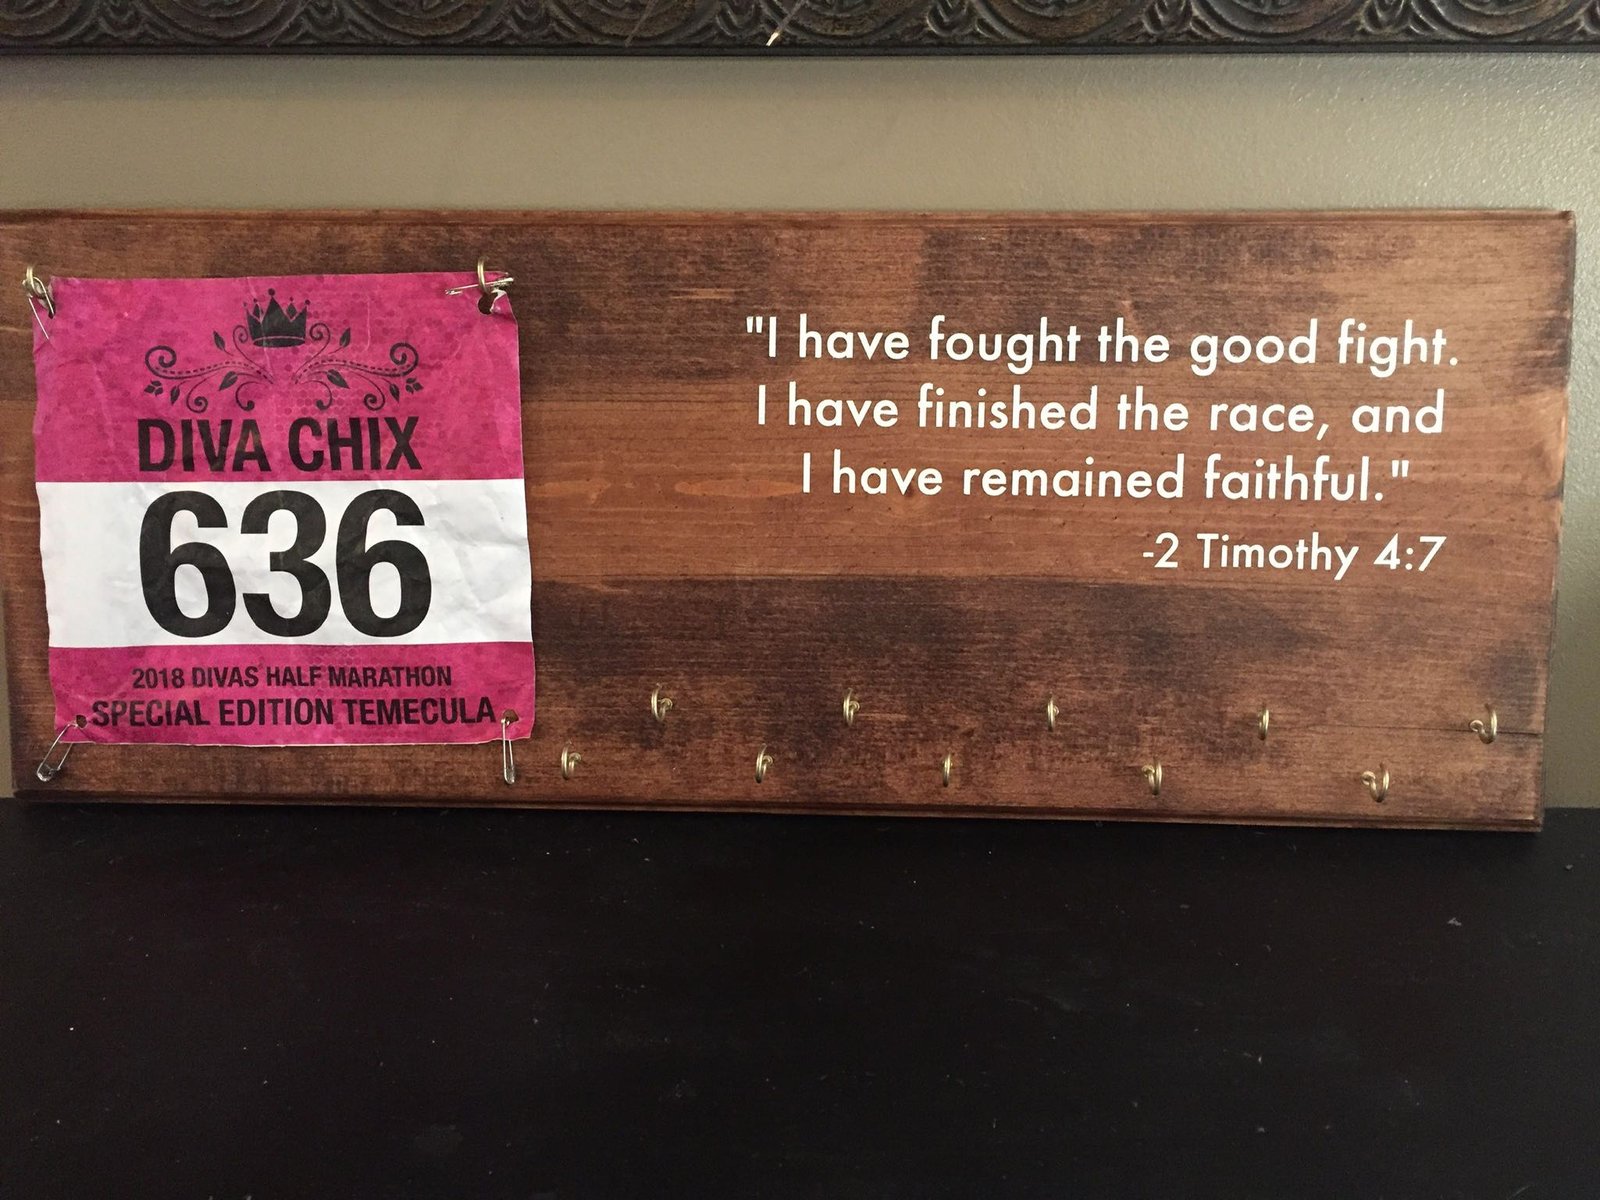 DIVA CHIX
636
2018 DIVAS HALF MARATHON
SPECIAL EDITION TEMECULA
"I have fought the good fight.
I have finished the race, and
I have remained faithful."
-2 Timothy 4:7